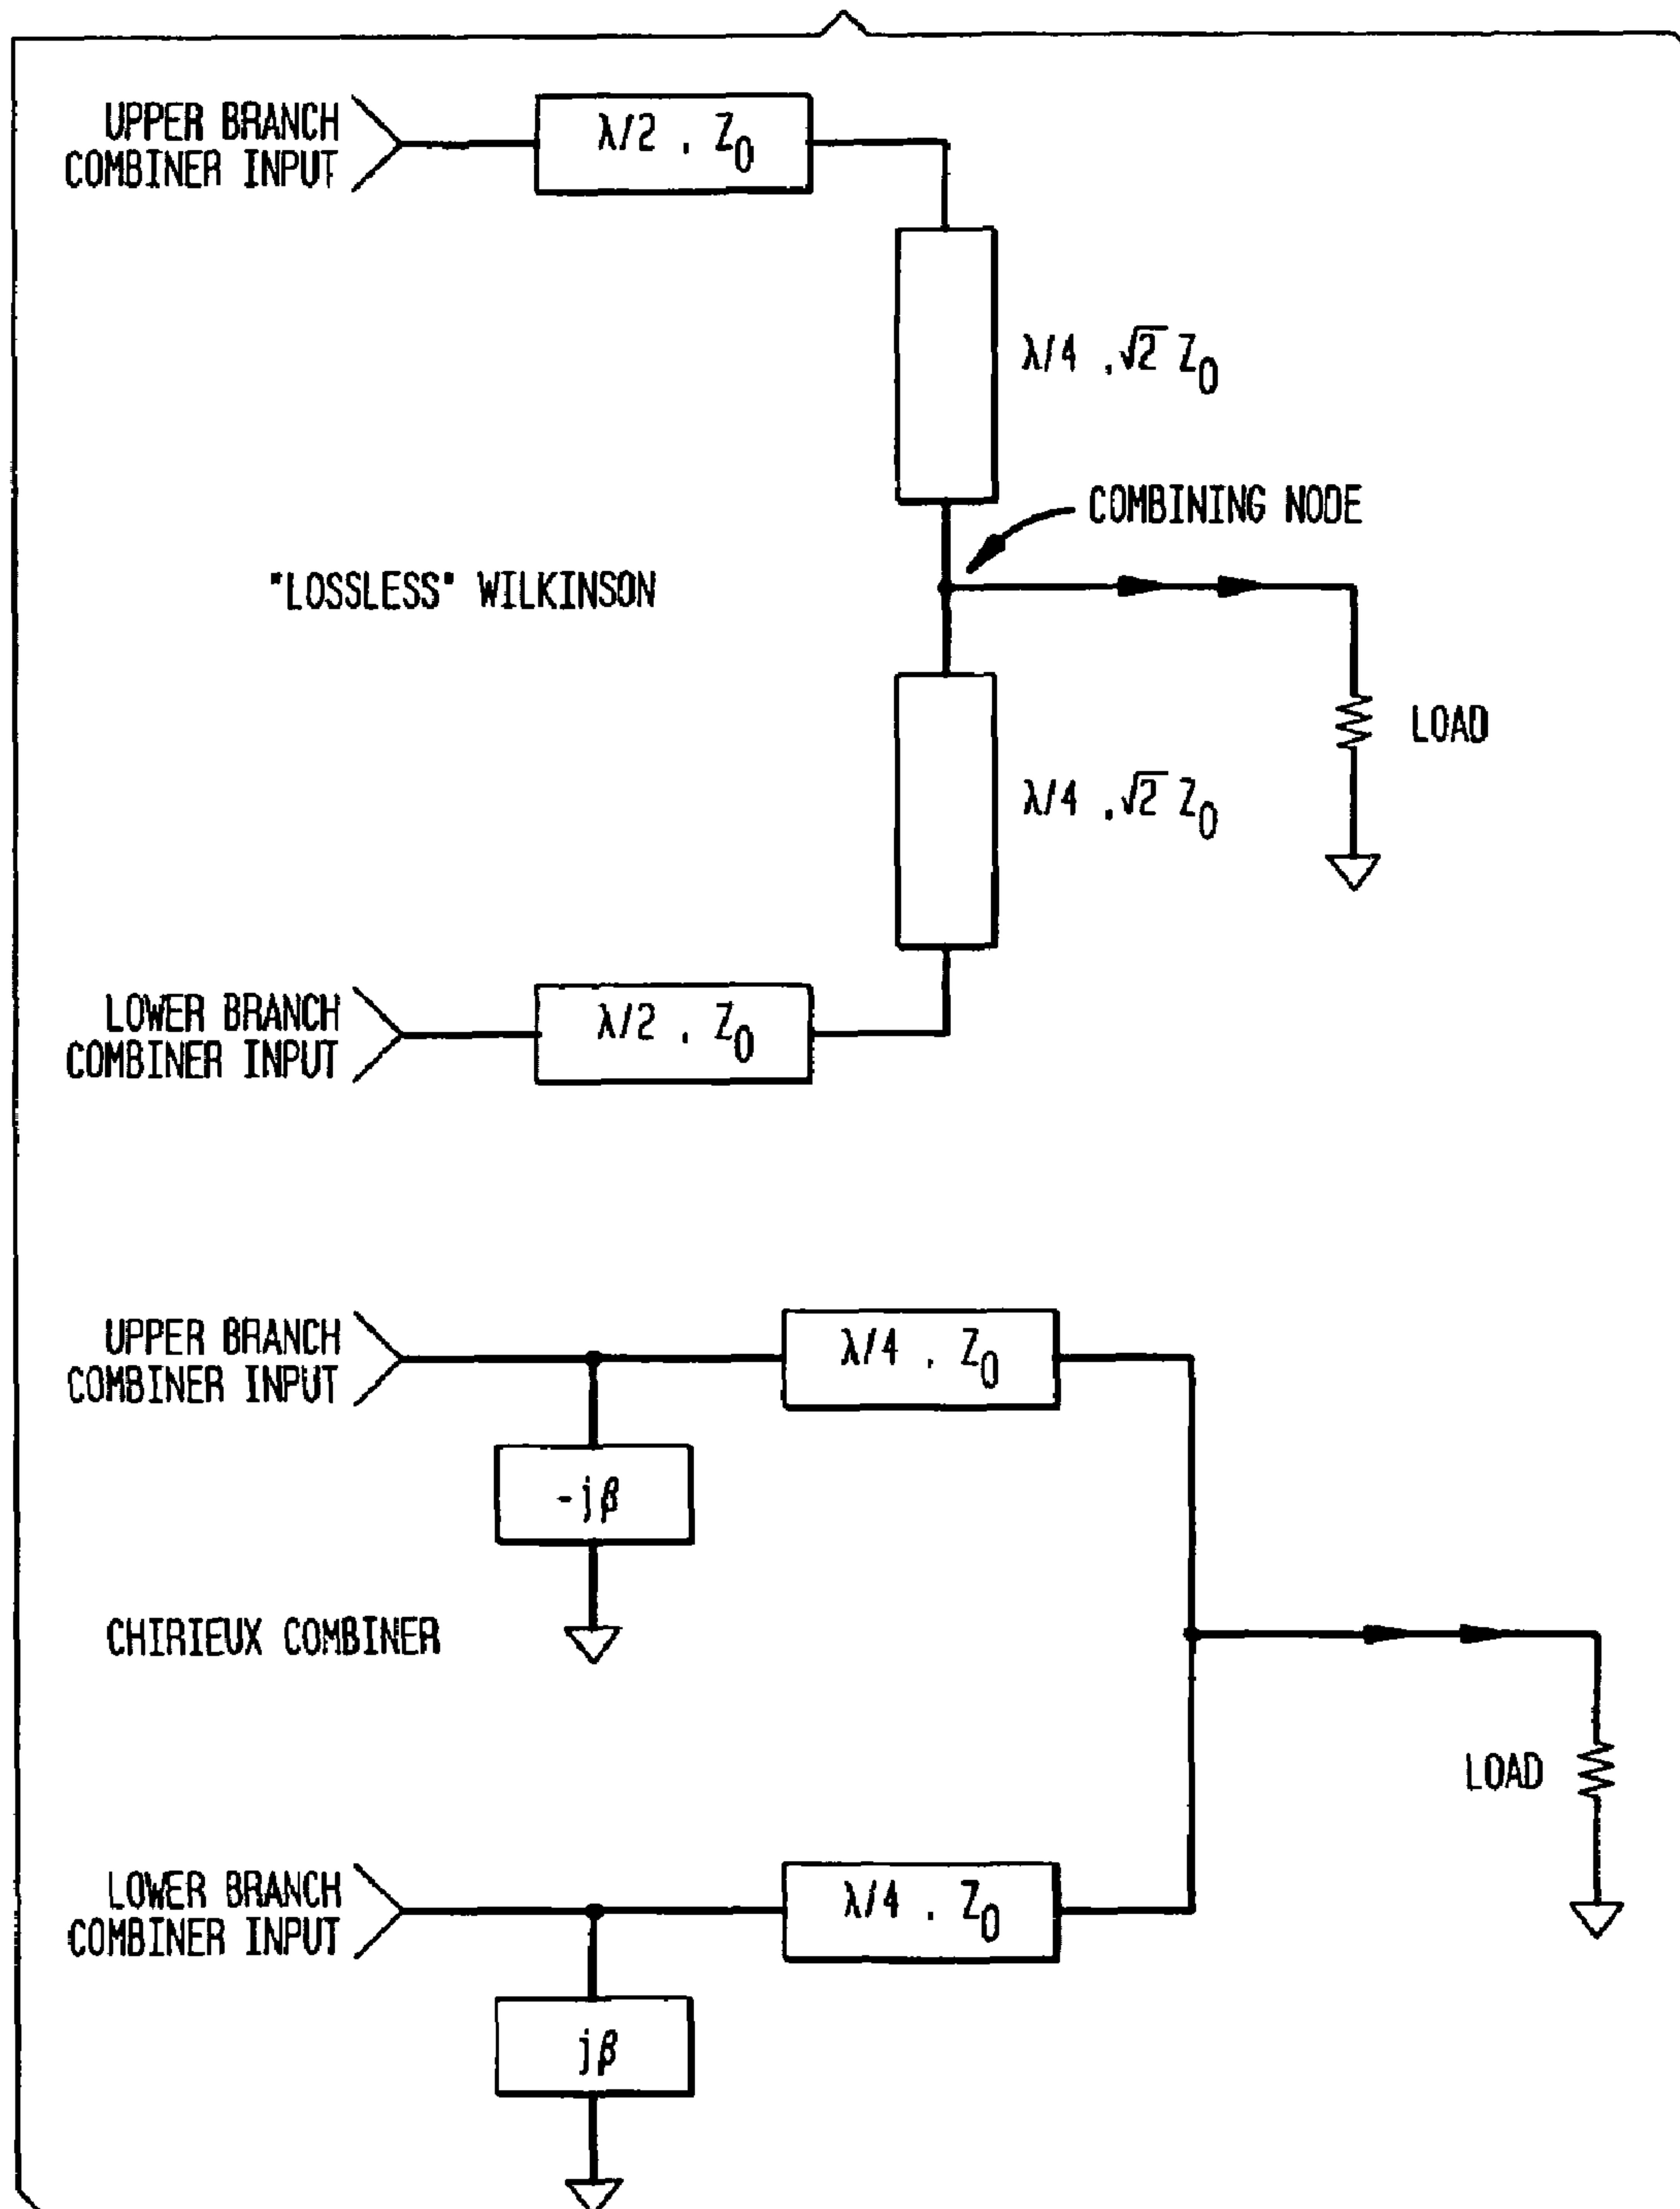 UPPER BRANCH
COMBINER INPUT
λ/2 , Z0
λ/4 ,√2 Z0
COMBINING NODE
"LOSSLESS" WILKINSON
LOAD
λ/4 ,√2 Z0
LOWER BRANCH
COMBINER INPUT
λ/2 , Z0
UPPER BRANCH
COMBINER INPUT
λ/4 , Z0
-jβ
CHIRIEUX COMBINER
LOAD
LOWER BRANCH
COMBINER INPUT
λ/4 , Z0
jβ